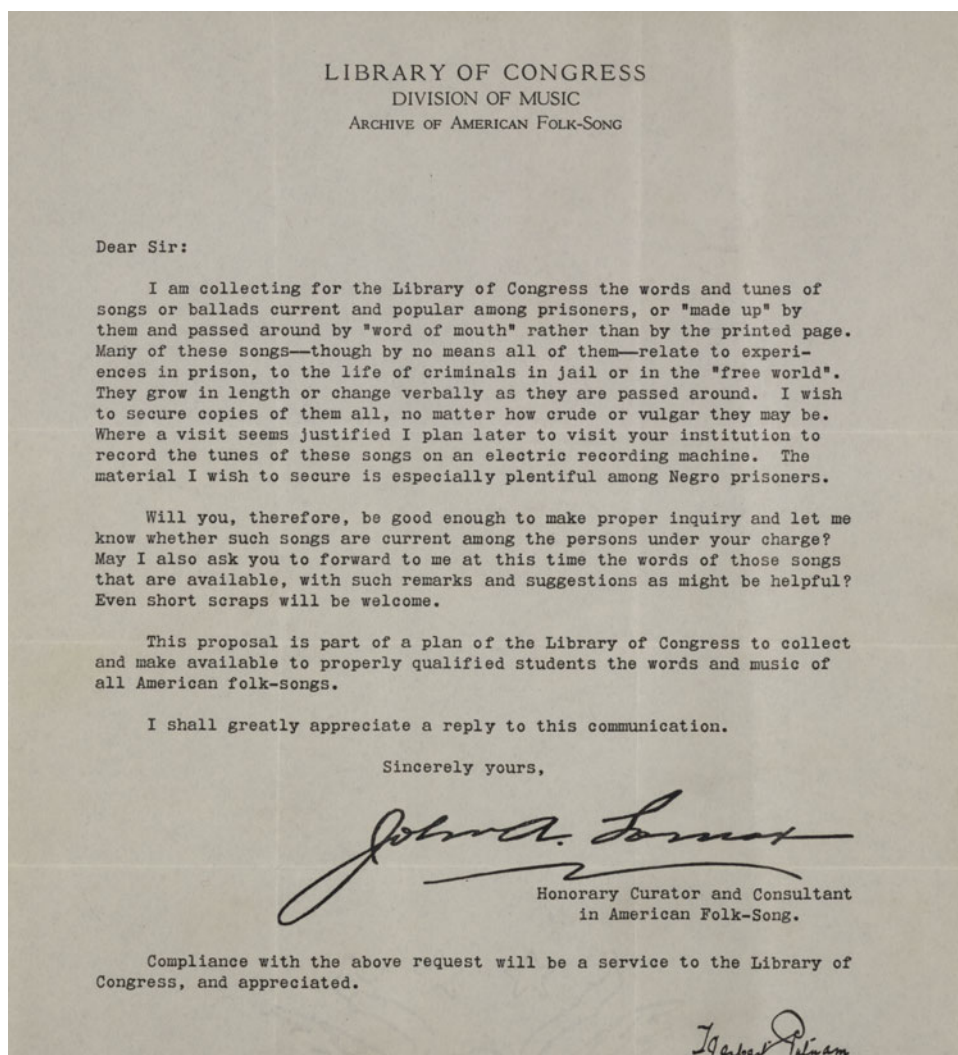 LIBRARY OF CONGRESS
DIVISION OF MUSIC
ARCHIVE OF AMERICAN FOLK-SONG
Dear Sir:
I am collecting for the Library of Congress the words and tunes of
songs or ballads current and popular among prisoners, or "made up" by
them and passed around by "word of mouth" rather than by the printed page.
Many of these songs—though by no means all of them—relate to experi-
ences in prison, to the life of criminals in jail or in the "free world".
They grow in length or change verbally as they are passed around. I wish
to secure copies of them all, no matter how crude or vulgar they may be.
Where a visit seems justified I plan later to visit your institution to
record the tunes of these songs on an electric recording machine. The
material I wish to secure is especially plentiful among Negro prisoners.
Will you, therefore, be good enough to make proper inquiry and let me
know whether such songs are current among the persons under your charge?
May I also ask you to forward to me at this time the words of those songs
that are available, with such remarks and suggestions as might be helpful?
Even short scraps will be welcome.
This proposal is part of a plan of the Library of Congress to collect
and make available to properly qualified students the words and music of
all American folk-songs.
I shall greatly appreciate a reply to this communication.
Sincerely yours,
John A. Lomax
Honorary Curator and Consultant
in American Folk-Song.
Compliance with the above request will be a service to the Library of
Congress, and appreciated.
Herbert Putnam